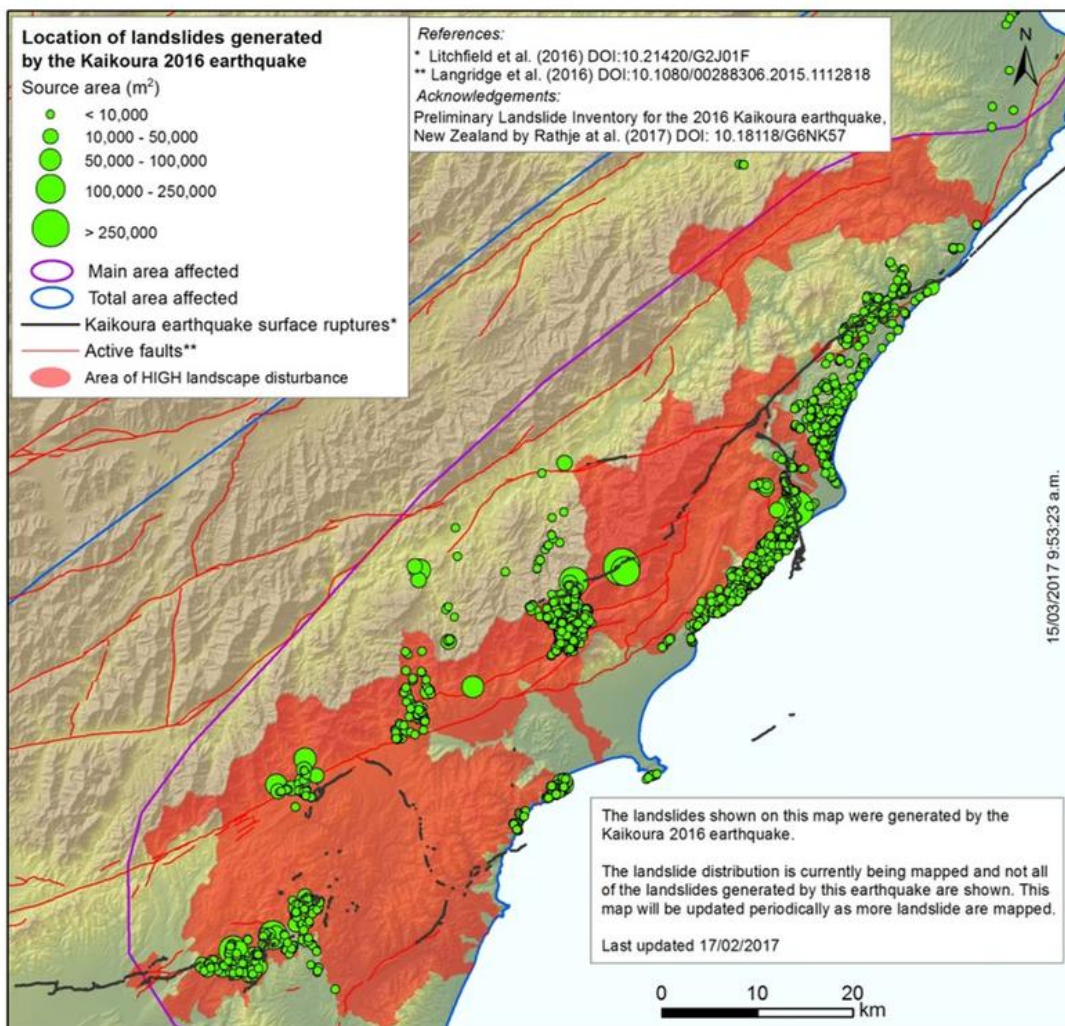 Location of landslides generated
by the Kaikoura 2016 earthquake
Source area (m²)
< 10,000
10,000 - 50,000
50,000 - 100,000
100,000 - 250,000
> 250,000
Main area affected
Total area affected
Kaikoura earthquake surface ruptures*
Active faults**
Area of HIGH landscape disturbance
References:
* Litchfield et al. (2016) DOI:10.21420/G2J01F
** Langridge et al. (2016) DOI:10.1080/00288306.2015.1112818
Acknowledgements:
Preliminary Landslide Inventory for the 2016 Kaikoura earthquake,
New Zealand by Rathje at al. (2017) DOI: 10.18118/G6NK57
N
15/03/2017 9:53:23 a.m.
The landslides shown on this map were generated by the
Kaikoura 2016 earthquake.
The landslide distribution is currently being mapped and not all
of the landslides generated by this earthquake are shown. This
map will be updated periodically as more landslide are mapped.
Last updated 17/02/2017
0 10 20
km